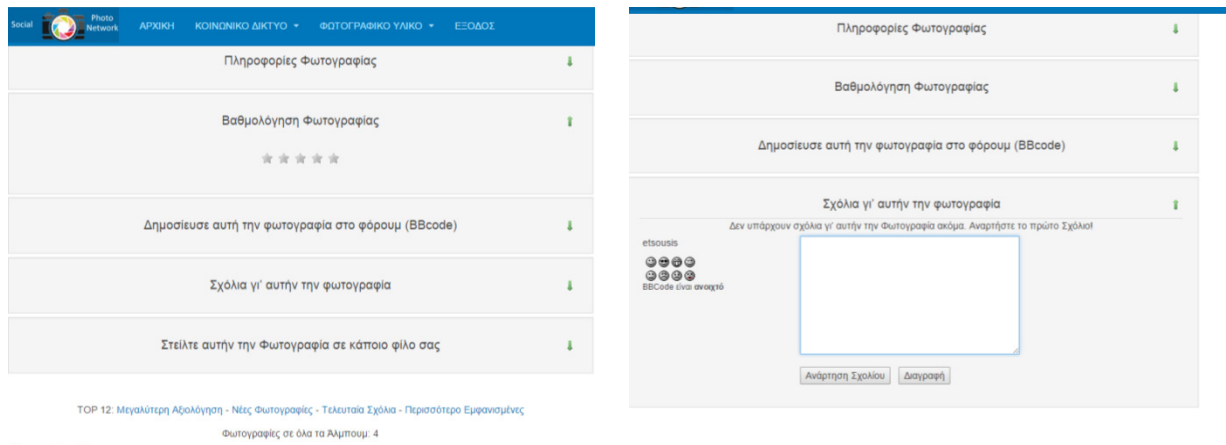 Social Photo Network ΑΡΧΙΚΗ ΚΟΙΝΩΝΙΚΟ ΔΙΚΤΥΟ ΦΩΤΟΓΡΑΦΙΚΟ ΥΛΙΚΟ ΕΞΟΔΟΣ
Πληροφορίες Φωτογραφίας
Βαθμολόγηση Φωτογραφίας
Δημοσίευσε αυτή την φωτογραφία στο φόρουμ (BBcode)
Σχόλια γι' αυτήν την φωτογραφία
Στείλτε αυτήν την Φωτογραφία σε κάποιο φίλο σας
TOP 12: Μεγαλύτερη Αξιολόγηση - Νέες Φωτογραφίες - Τελευταία Σχόλια - Περισσότερο Εμφανισμένες
Φωτογραφίες σε όλα τα Άλμπουμ: 4
Πληροφορίες Φωτογραφίας
Βαθμολόγηση Φωτογραφίας
Δημοσίευσε αυτή την φωτογραφία στο φόρουμ (BBcode)
Σχόλια γι' αυτήν την φωτογραφία
Δεν υπάρχουν σχόλια γι' αυτήν την Φωτογραφία ακόμα. Αναρτήστε το πρώτο Σχόλιο!
etsousis
BBCode είναι ανοιχτό
Ανάρτηση Σχολίου Διαγραφή